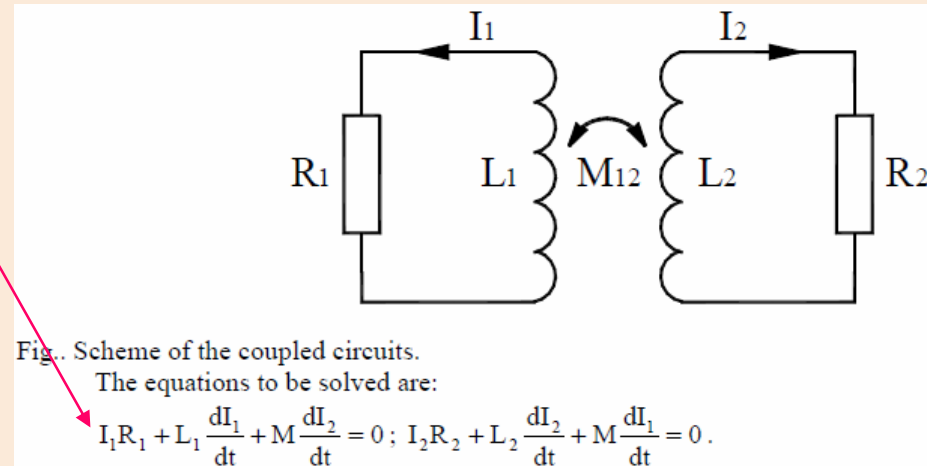 I1 I2
R1 L1 M12 L2 R2
Fig.. Scheme of the coupled circuits.
The equations to be solved are:
I₁R₁ + L₁ dI₁/dt + M dI₂/dt = 0 ; I₂R₂ + L₂ dI₂/dt + M dI₁/dt = 0 .